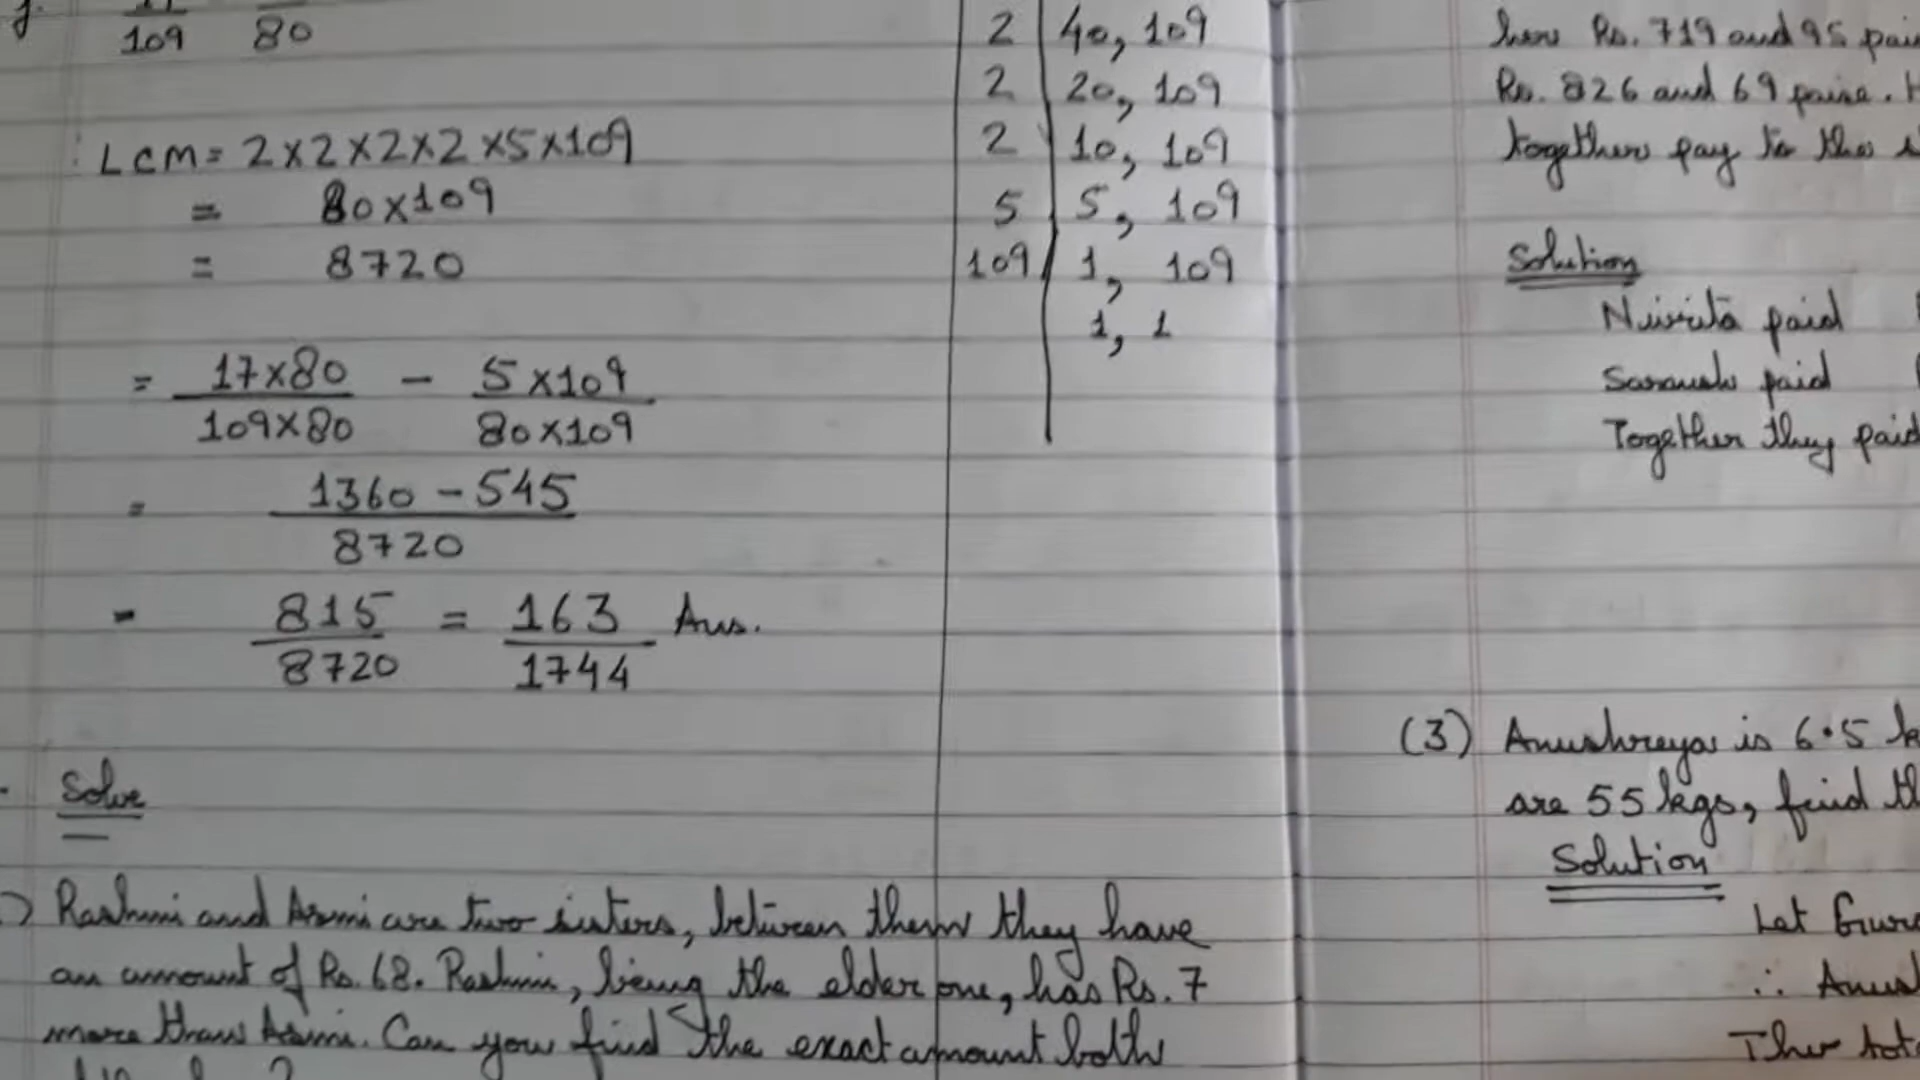 109 80
LCM = 2×2×2×2×5×109
= 80×109
= 8720
2 | 40, 109
2 | 20, 109
2 | 10, 109
5 | 5, 109
109 | 1, 109
1, 1
= 17×80 - 5×109
109×80 80×109
= 1360 - 545
8720
= 815 = 163 Ans.
8720 1744
Solve
Rashmi and Asmi are two sisters, between them they have
an amount of Rs. 68. Rashmi, being the elder one, has Rs. 7
more than Asmi. Can you find the exact amount both
Rs. 719 and 95
Rs. 826 and 69 paise.
together pay to the
Solution
paid
paid
Together they paid
(3) Anushreya is 6.5
are 55 kgs, find
Solution
Let
∴